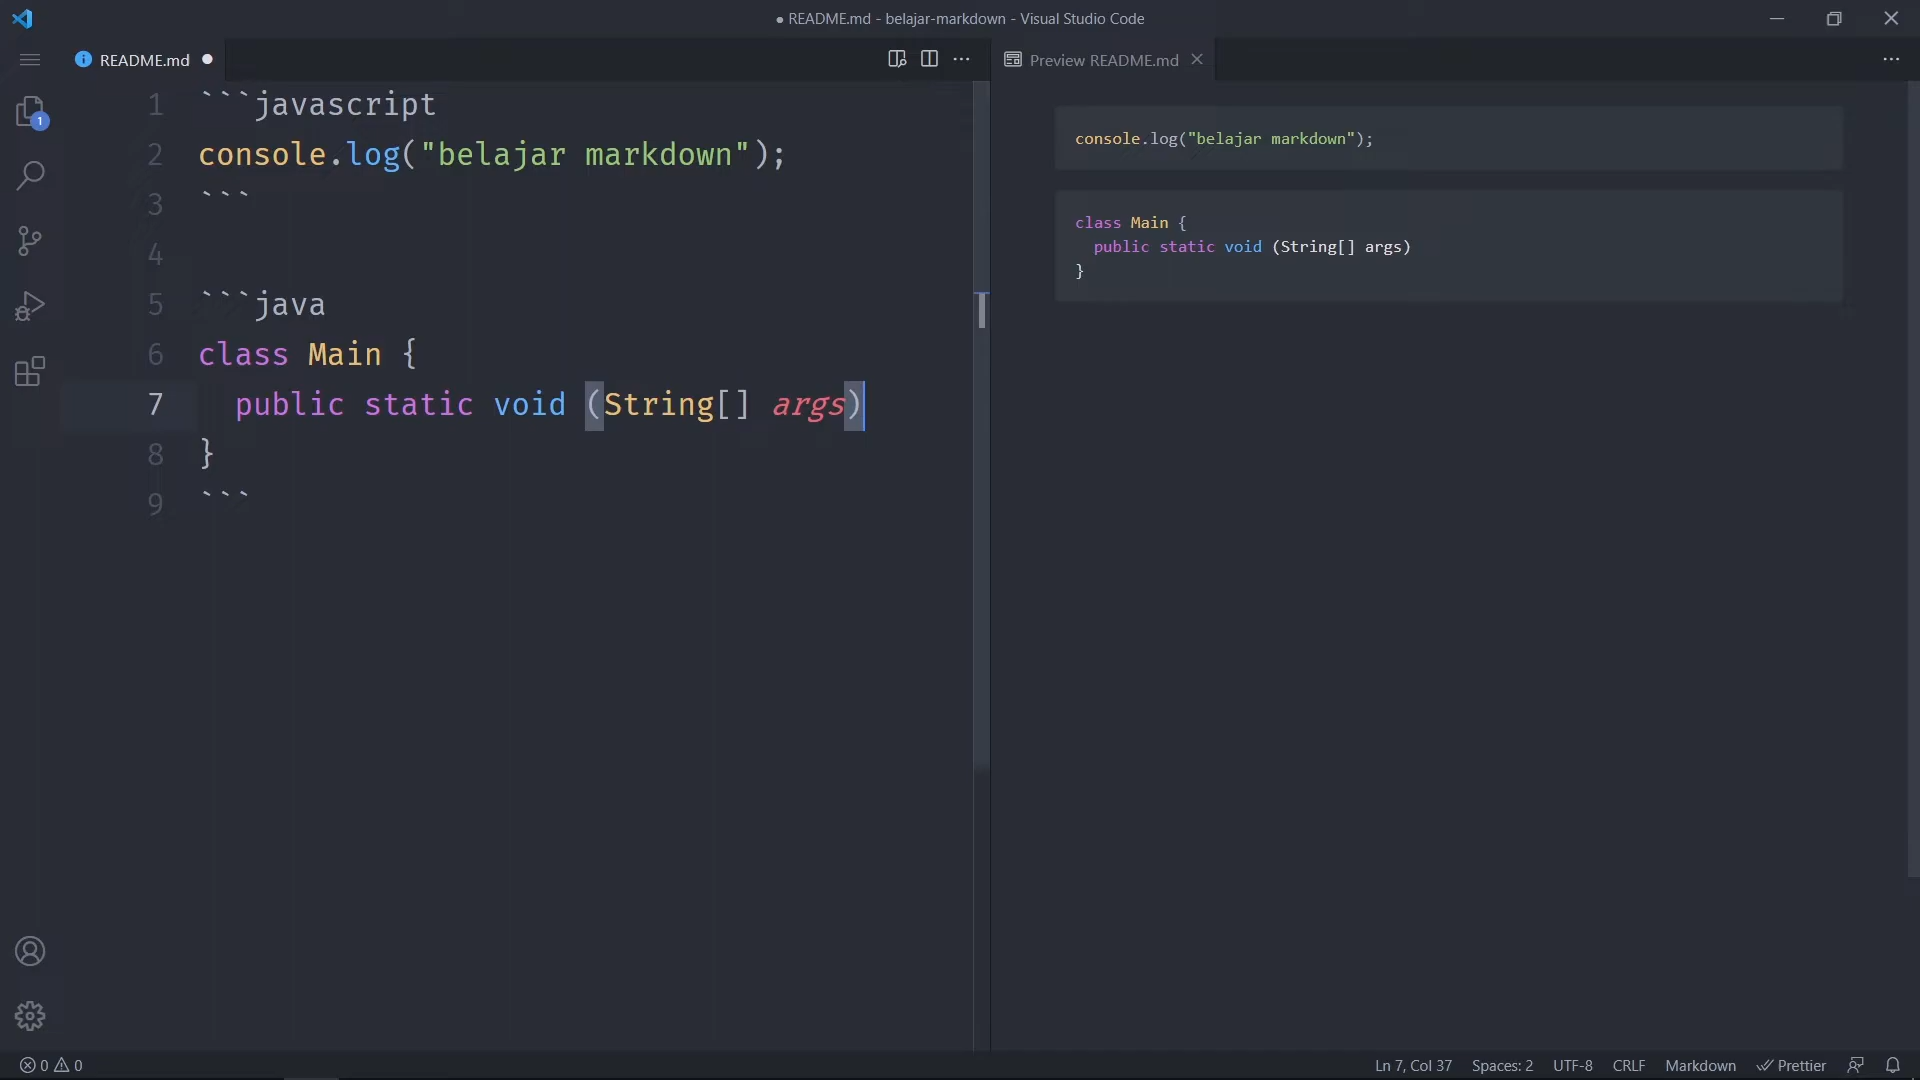 ● README.md - belajar-markdown - Visual Studio Code
README.md ●
Preview README.md
1 ```javascript
2 console.log("belajar markdown");
3 ```
4
5 ```java
6 class Main {
7   public static void (String[] args)
8 }
9 ```
console.log("belajar markdown");
class Main {
  public static void (String[] args)
}
1
0 0
Ln 7, Col 37 Spaces: 2 UTF-8 CRLF Markdown Prettier